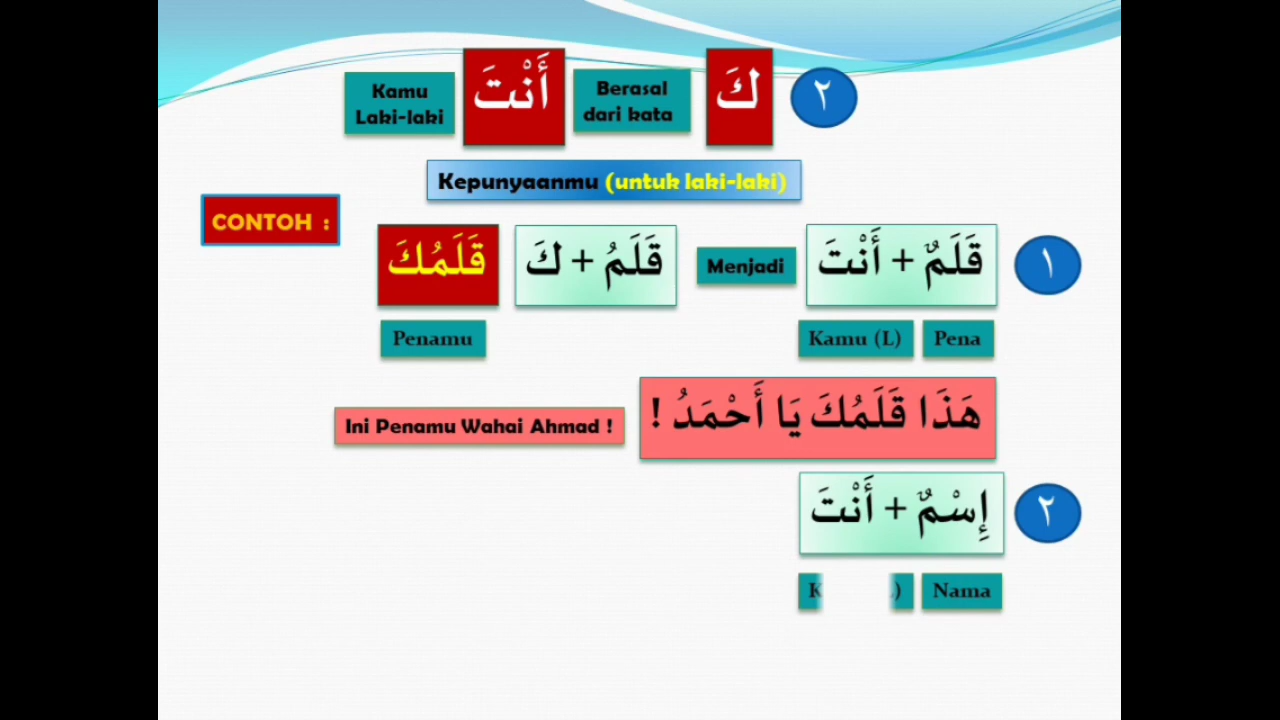 ٢
كَ
Berasal
dari kata
أَنْتَ
Kamu
Laki-laki
Kepunyaanmu (untuk laki-laki)
CONTOH :
١
قَلَمٌ + أَنْتَ
Menjadi
قَلَمُ + كَ
قَلَمُكَ
Pena
Kamu (L)
Penamu
هَذَا قَلَمُكَ يَا أَحْمَدُ !
Ini Penamu Wahai Ahmad !
٢
إِسْمٌ + أَنْتَ
Nama